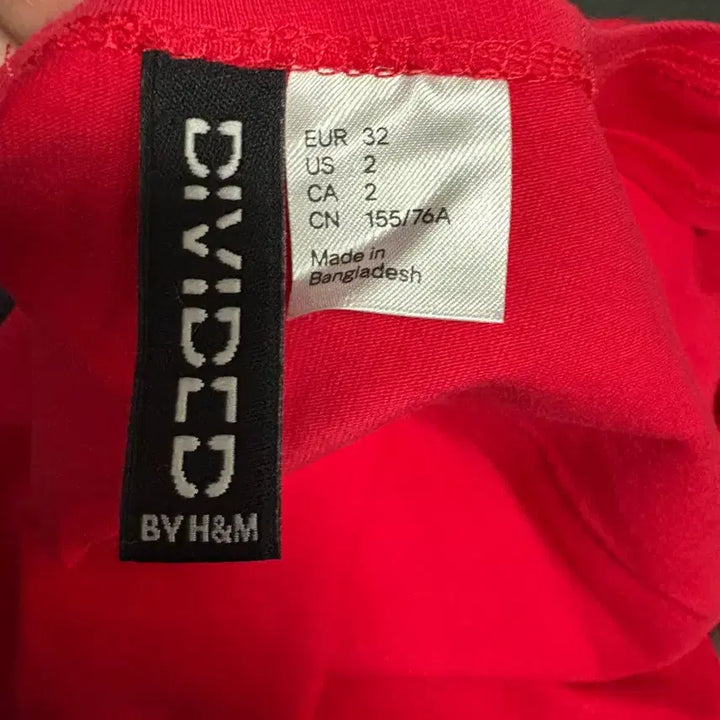 DIVIDED
BY H&M
EUR 32
US 2
CA 2
CN 155/76A
Made in
Bangladesh